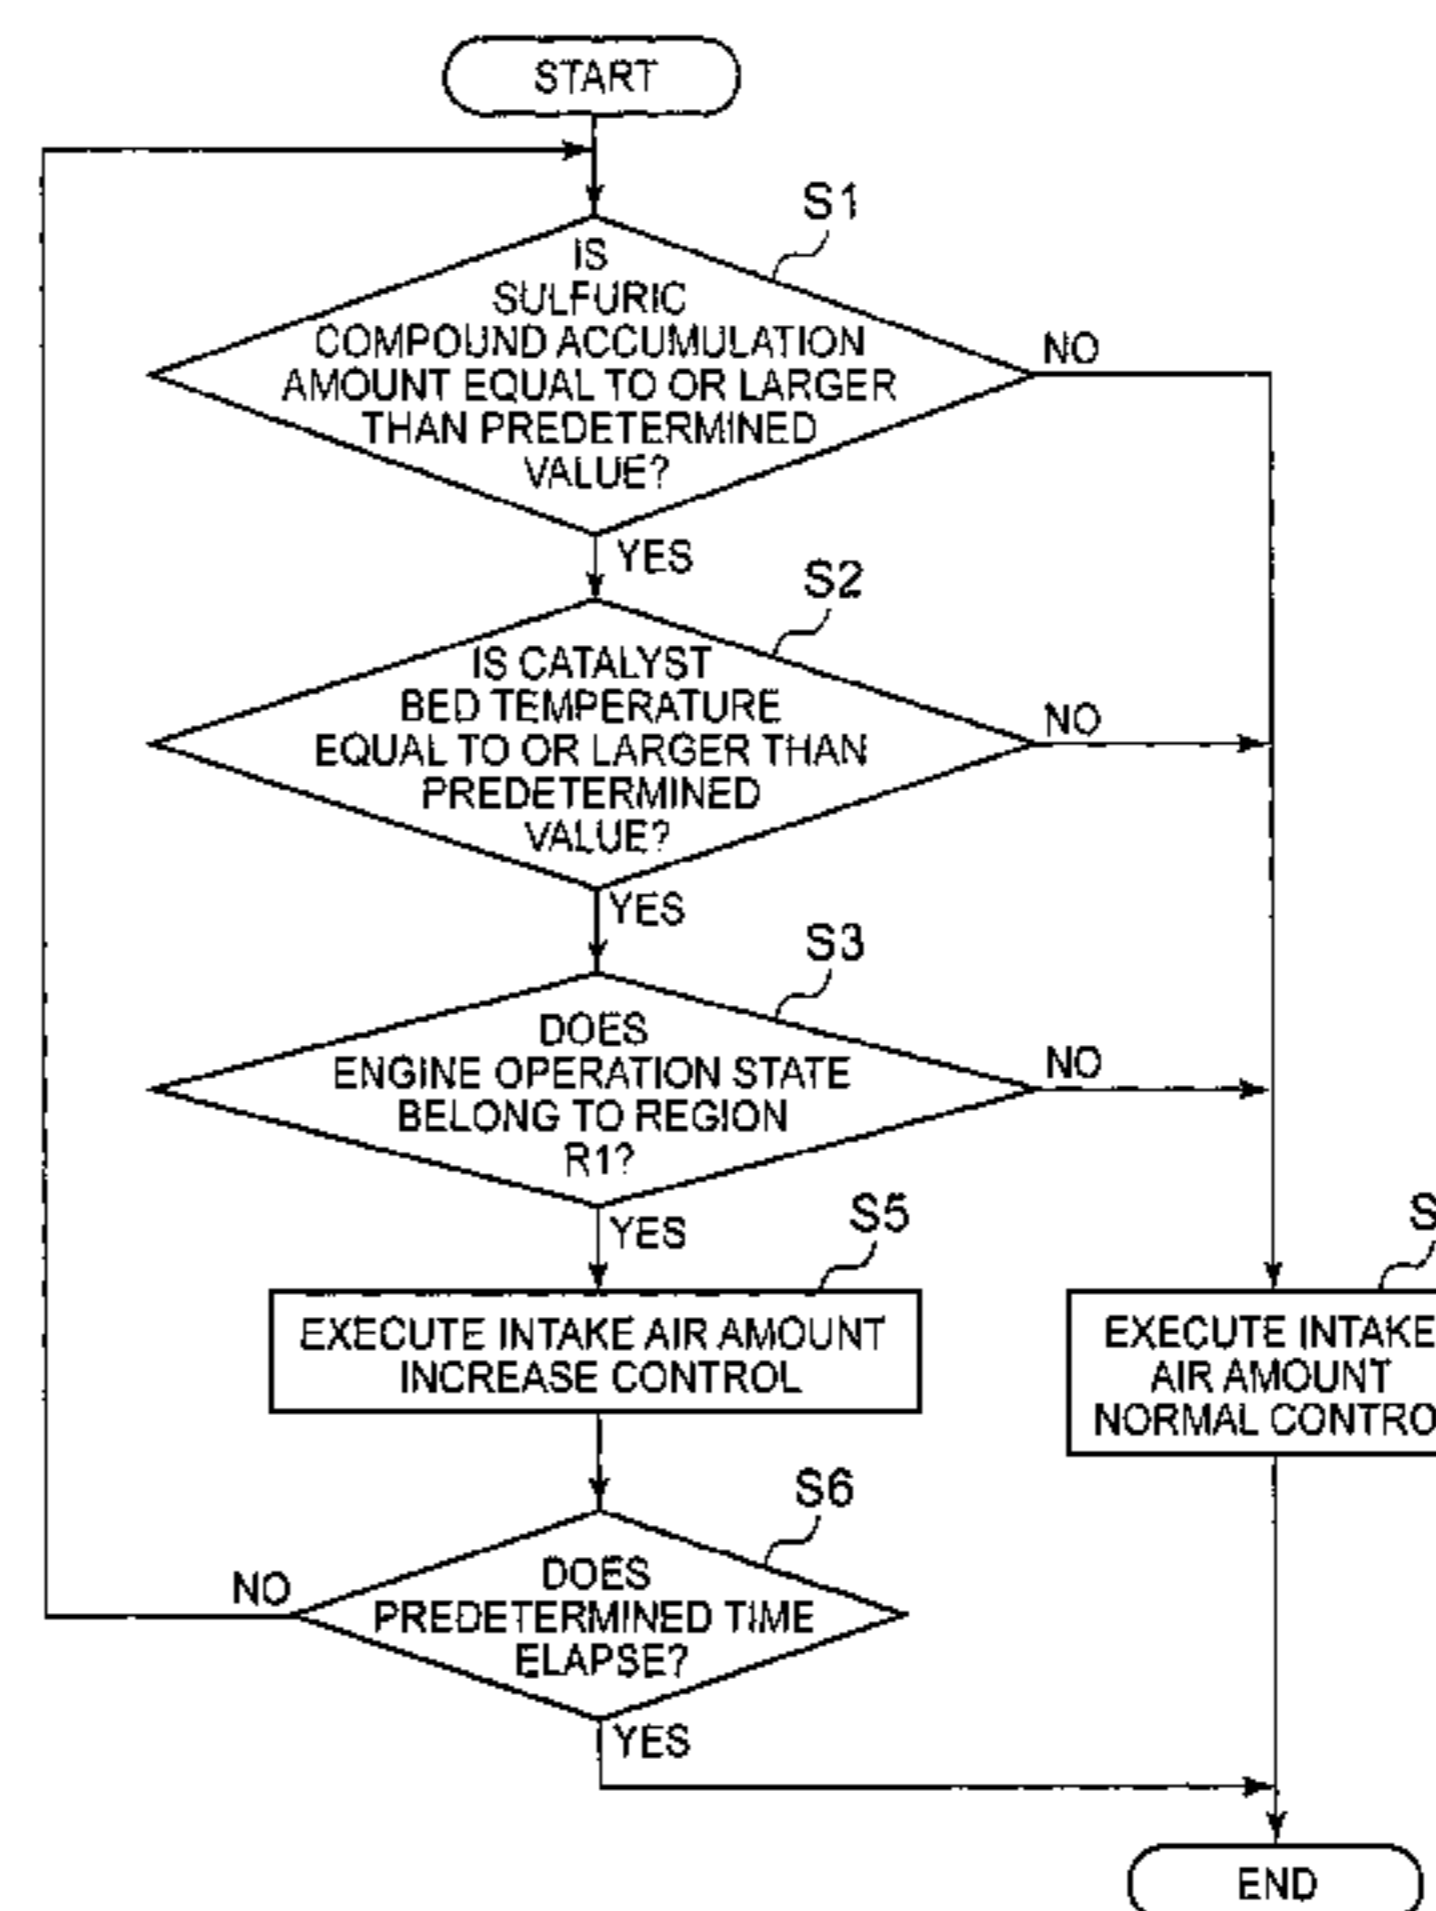 START
S1
IS
SULFURIC
COMPOUND ACCUMULATION
AMOUNT EQUAL TO OR LARGER
THAN PREDETERMINED
VALUE?
NO
YES
S2
IS CATALYST
BED TEMPERATURE
EQUAL TO OR LARGER THAN
PREDETERMINED
VALUE?
NO
YES
S3
DOES
ENGINE OPERATION STATE
BELONG TO REGION
R1?
NO
YES
S5
EXECUTE INTAKE AIR AMOUNT
INCREASE CONTROL
S
EXECUTE INTAKE
AIR AMOUNT
NORMAL CONTRO
S6
DOES
PREDETERMINED TIME
ELAPSE?
NO
YES
END